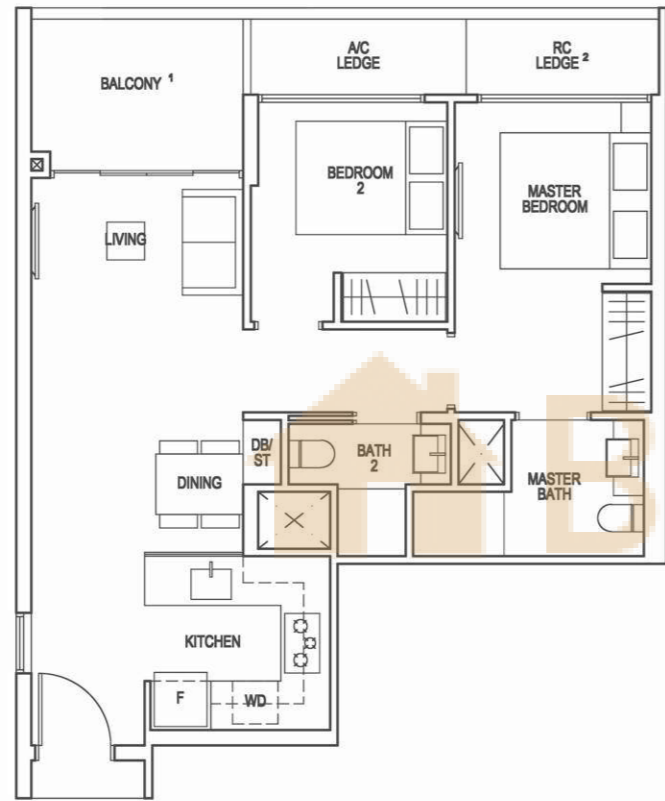 BALCONY 1
A/C
LEDGE
RC
LEDGE 2
BEDROOM
2
MASTER
BEDROOM
LIVING
DB/
ST
BATH
2
DINING
MASTER
BATH
KITCHEN
F
WD
B